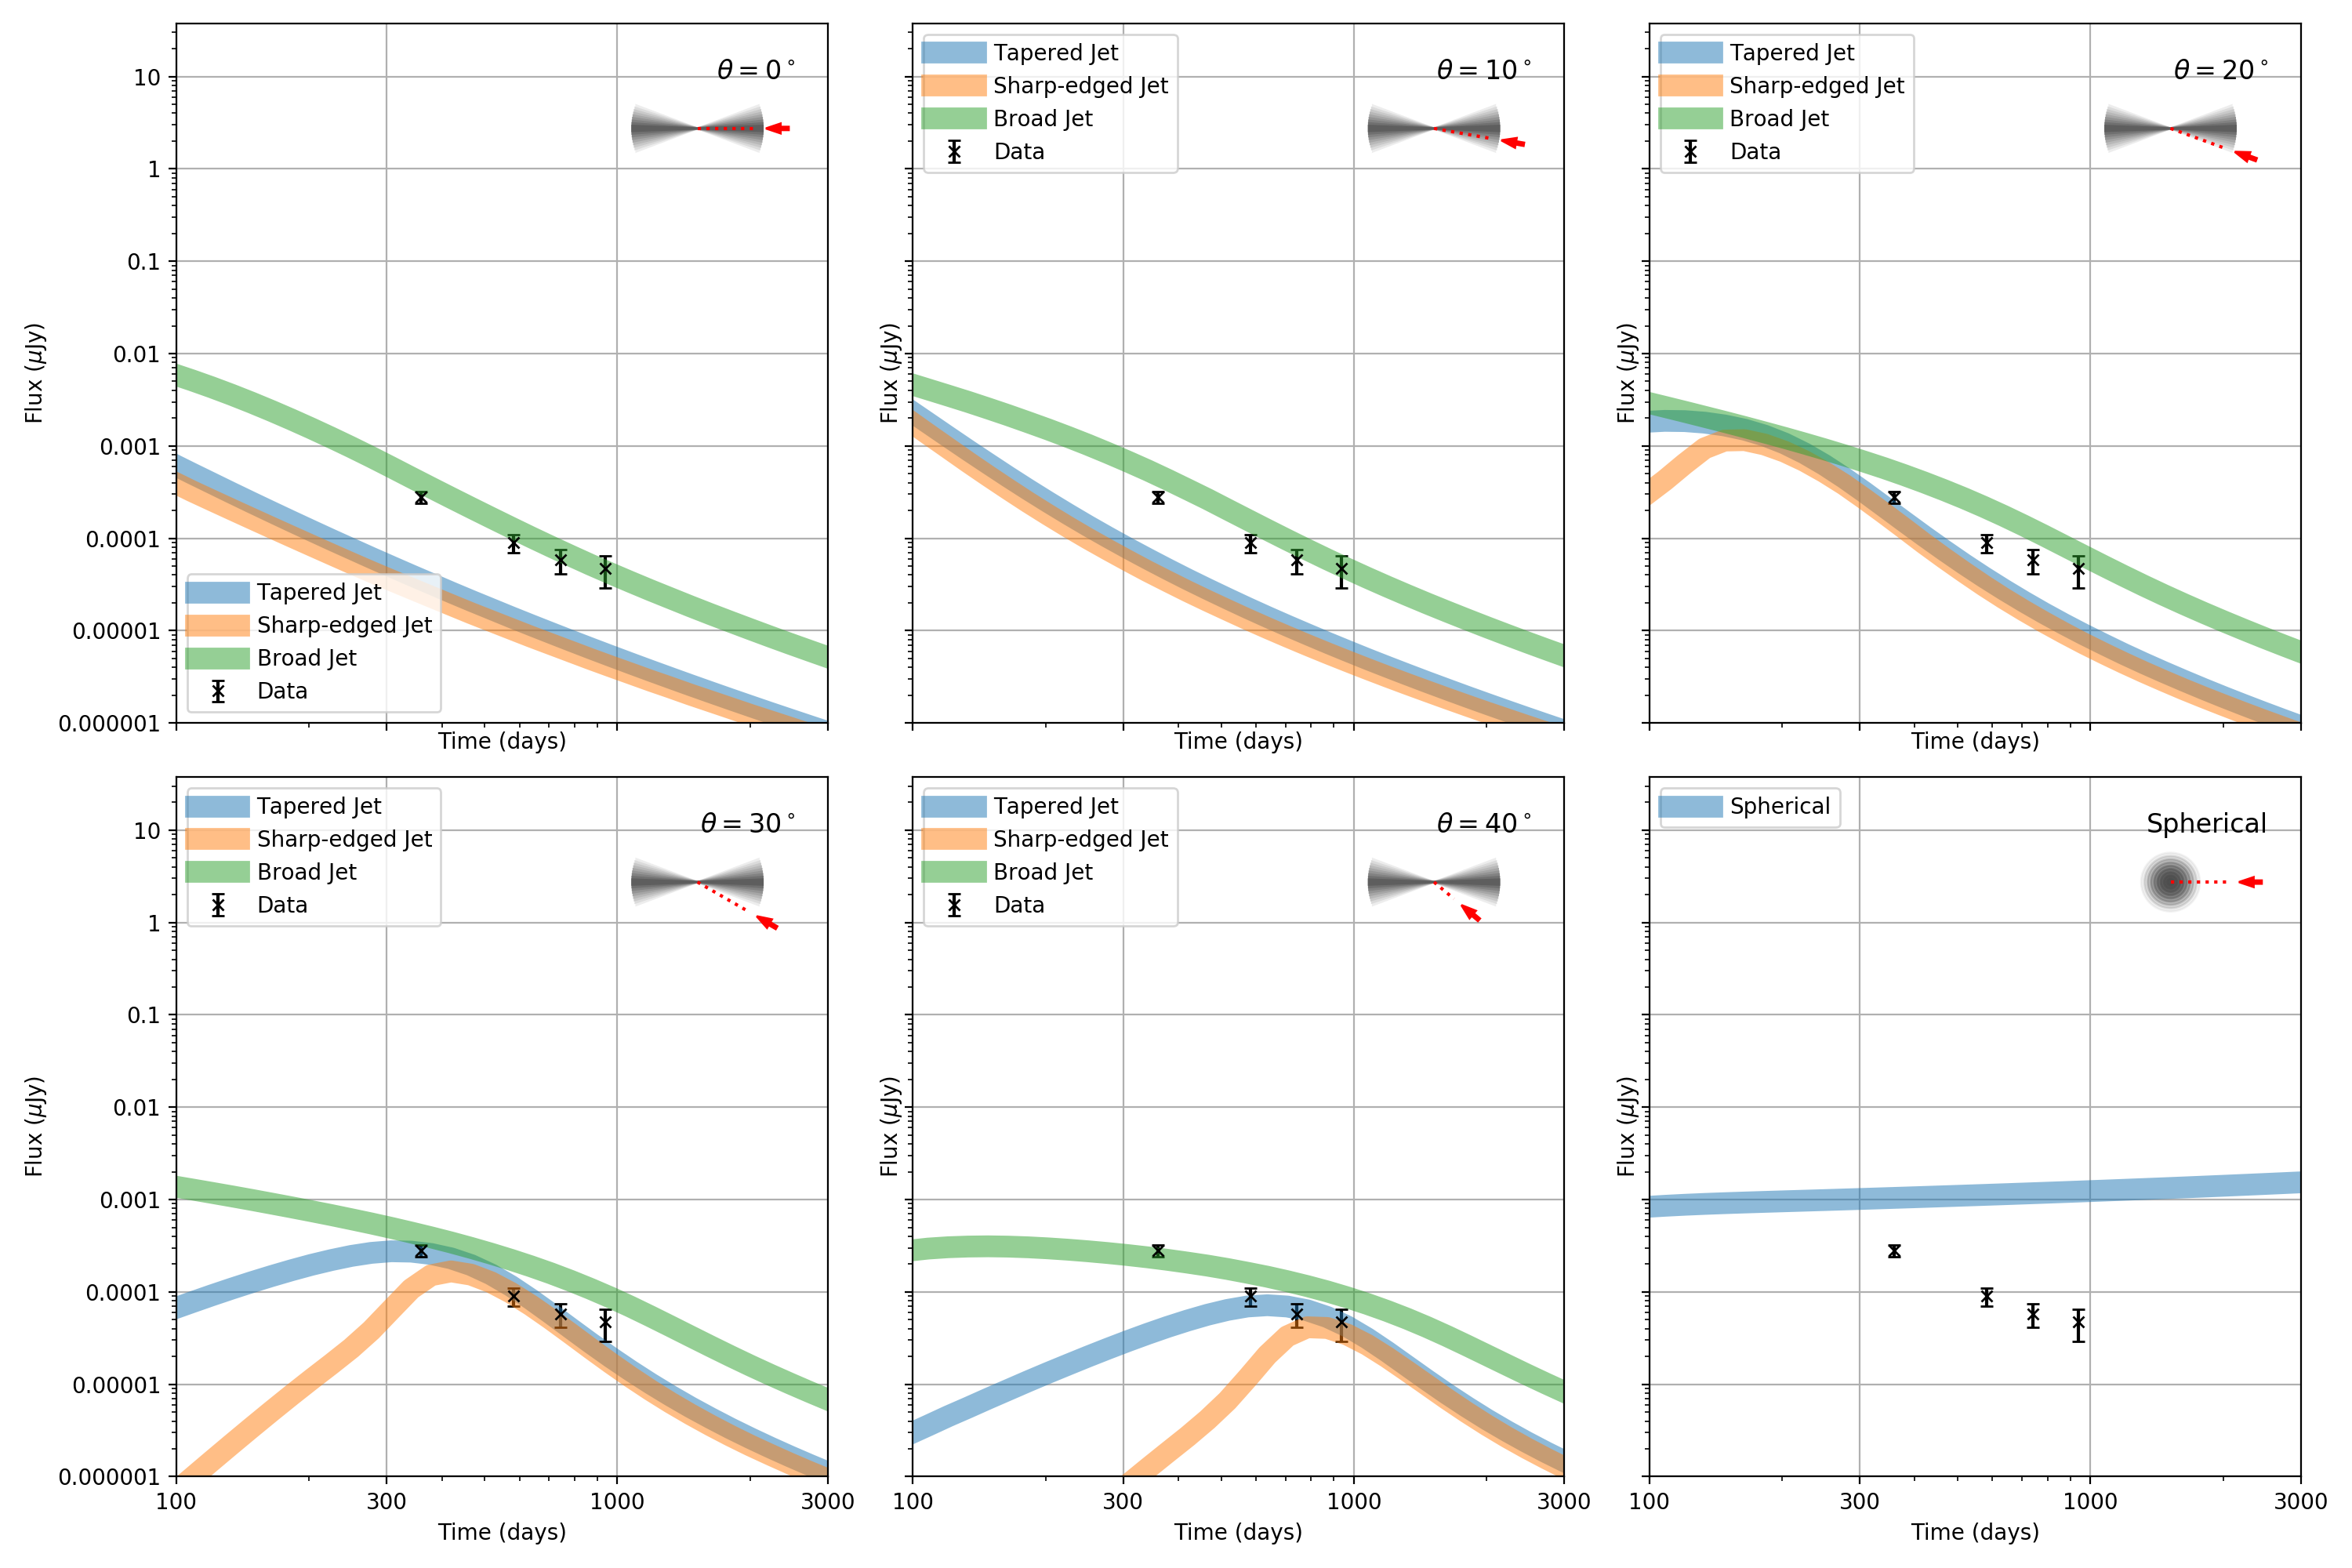 θ = 0°
10
1
0.1
0.01
0.001
0.0001
0.00001
0.000001
Flux (μJy)
Tapered Jet
Sharp-edged Jet
Broad Jet
Data
Time (days)
Tapered Jet
Sharp-edged Jet
Broad Jet
Data
θ = 10°
Flux (μJy)
Time (days)
Tapered Jet
Sharp-edged Jet
Broad Jet
Data
θ = 20°
Flux (μJy)
Time (days)
Tapered Jet
Sharp-edged Jet
Broad Jet
Data
θ = 30°
10
1
0.1
0.01
0.001
0.0001
0.00001
0.0000001
Flux (μJy)
100 300 1000 3000
Time (days)
Tapered Jet
Sharp-edged Jet
Broad Jet
Data
θ = 40°
Flux (μJy)
100 300 1000 3000
Time (days)
Spherical
Spherical
Flux (μJy)
100 300 1000 3000
Time (days)